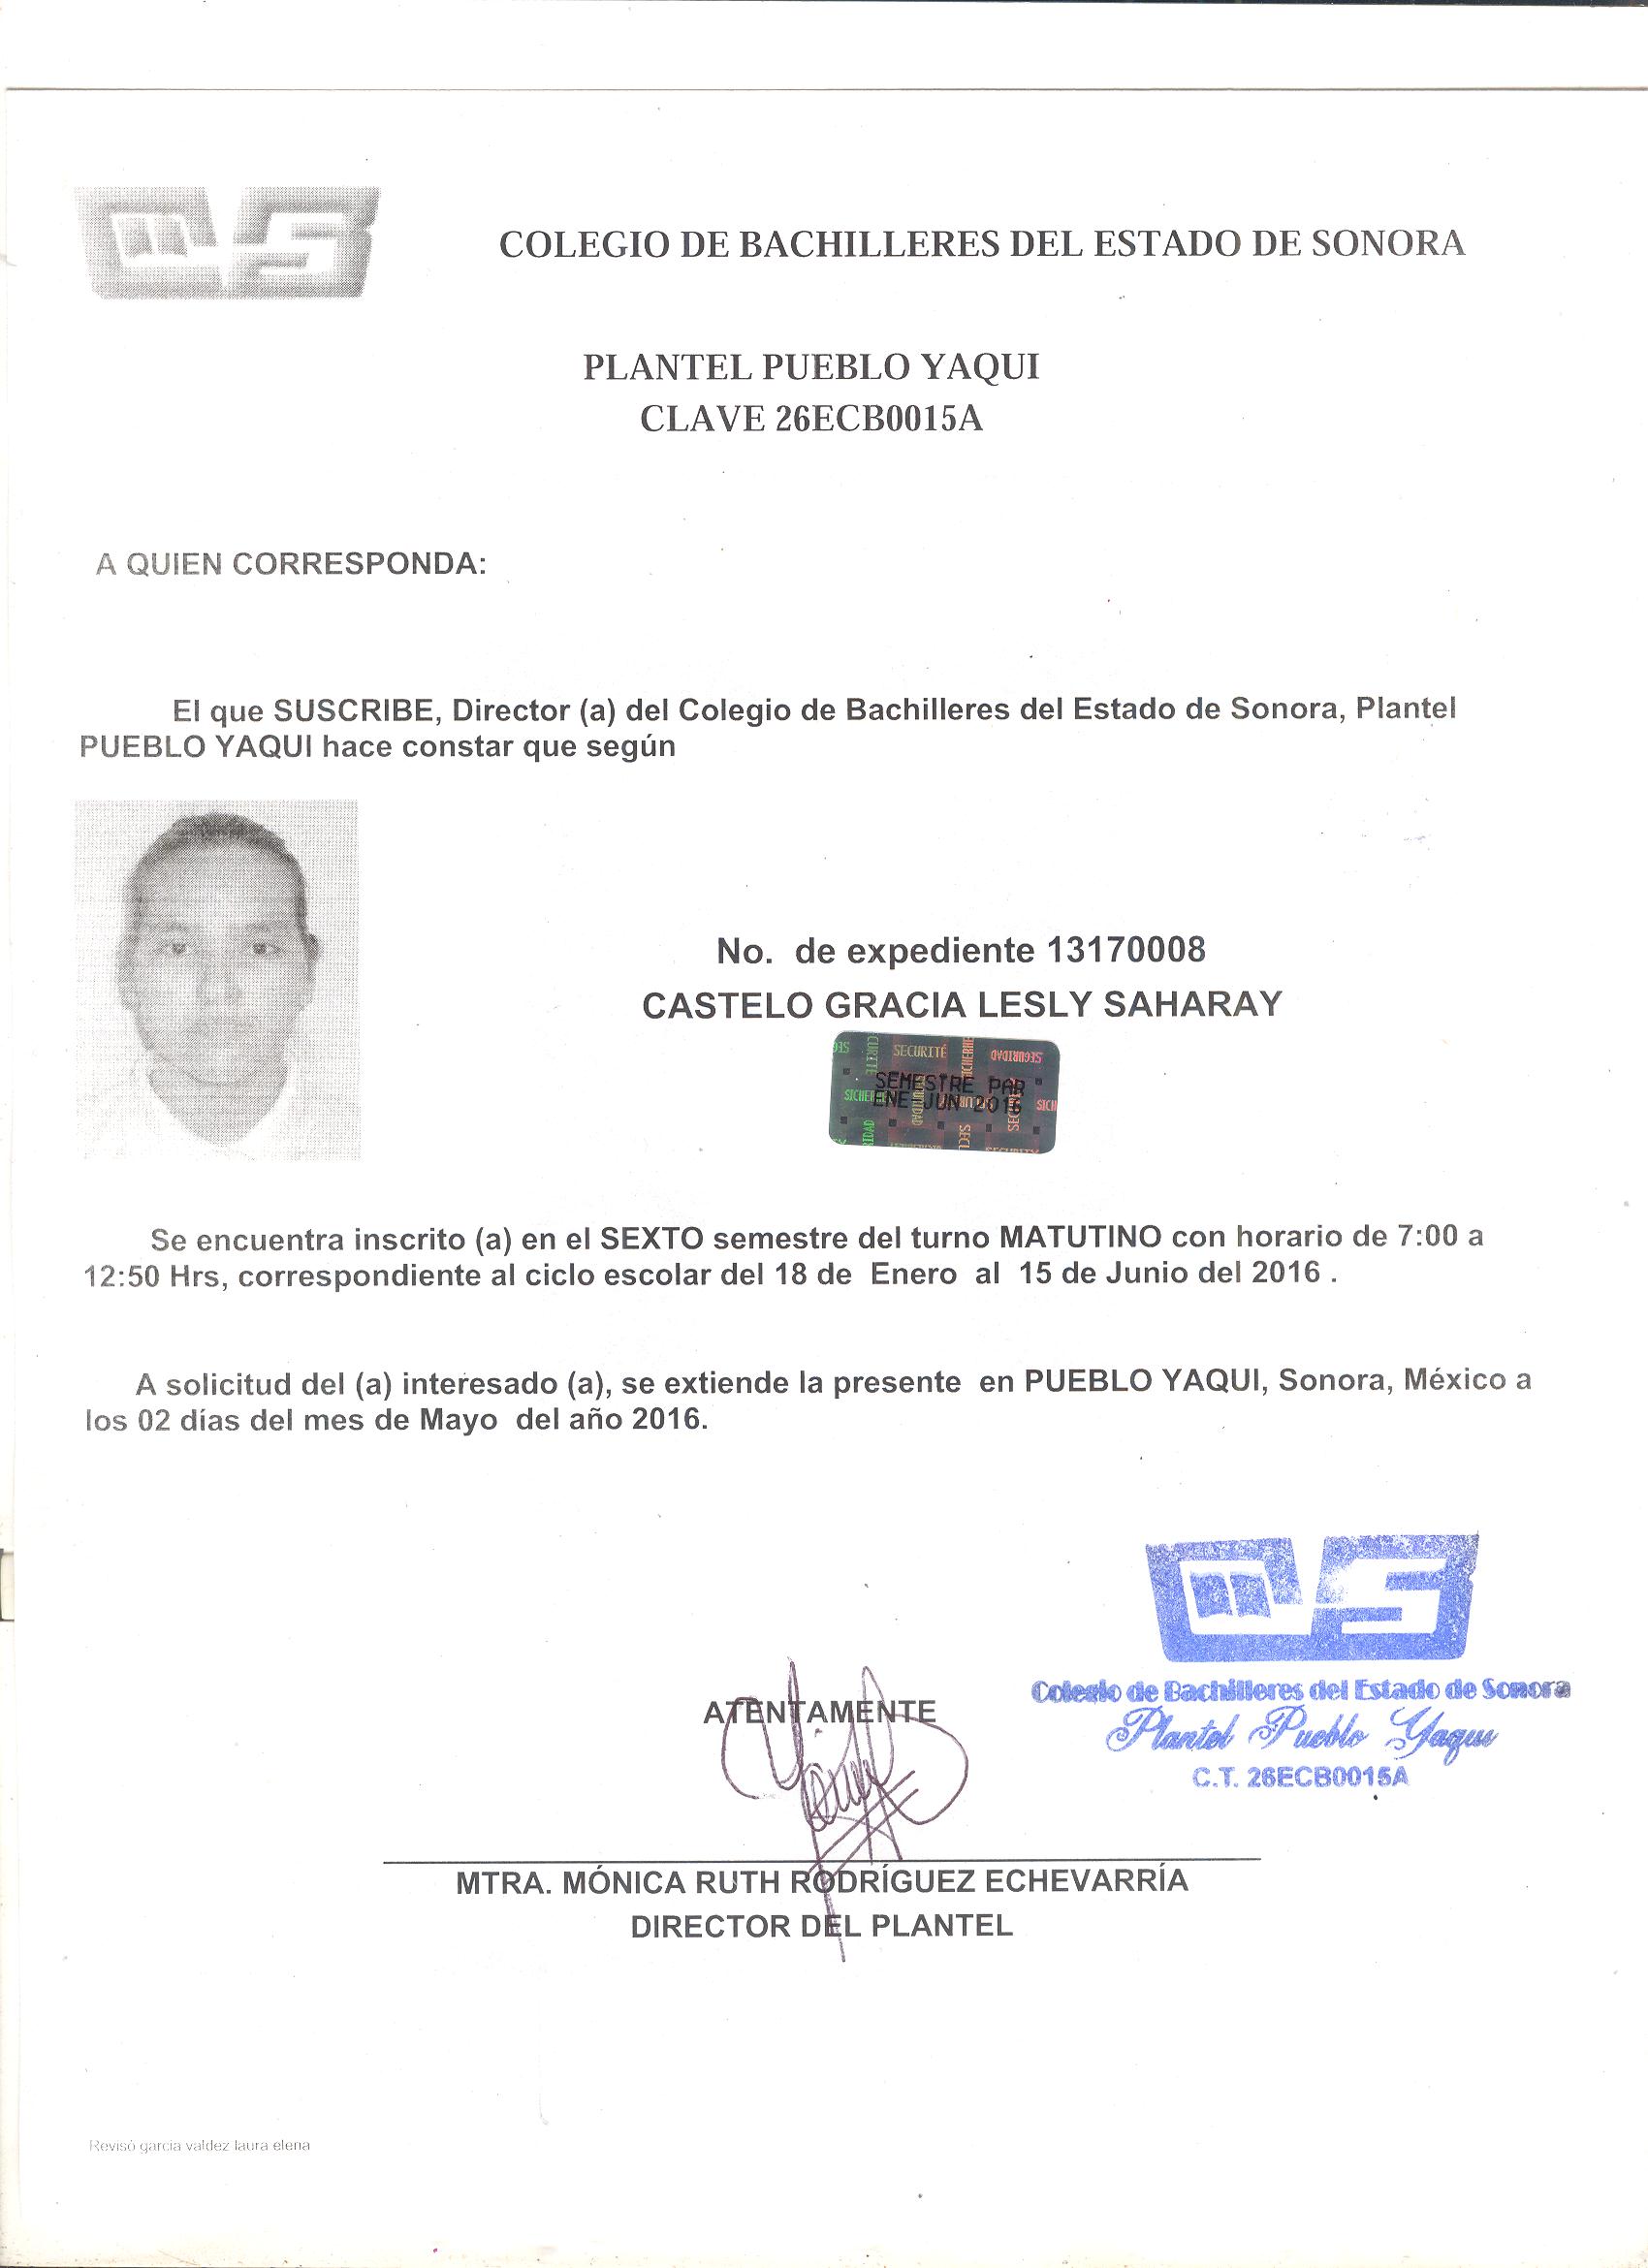 COLEGIO DE BACHILLERES DEL ESTADO DE SONORA
PLANTEL PUEBLO YAQUI
CLAVE 26ECB0015A
A QUIEN CORRESPONDA:
El que SUSCRIBE, Director (a) del Colegio de Bachilleres del Estado de Sonora, Plantel
PUEBLO YAQUI hace constar que según
No. de expediente 13170008
CASTELO GRACIA LESLY SAHARAY
SECURITÉ
SEGURIDAD
SEMESTRE PAR
ENE-JUN 2016
Se encuentra inscrito (a) en el SEXTO semestre del turno MATUTINO con horario de 7:00 a
12:50 Hrs, correspondiente al ciclo escolar del 18 de Enero al 15 de Junio del 2016 .
A solicitud del (a) interesado (a), se extiende la presente en PUEBLO YAQUI, Sonora, México a
los 02 días del mes de Mayo del año 2016.
Colegio de Bachilleres del Estado de Sonora
Plantel Pueblo Yaqui
C.T. 26ECB0015A
ATENTAMENTE
MTRA. MÓNICA RUTH RODRÍGUEZ ECHEVARRÍA
DIRECTOR DEL PLANTEL
Revisó garcia valdez laura elena